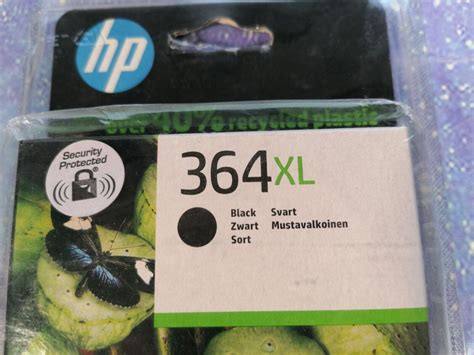 hp
over 40% recycled plastic
Security
Protected
®
364XL
Black Svart
Zwart Mustavalkoinen
Sort